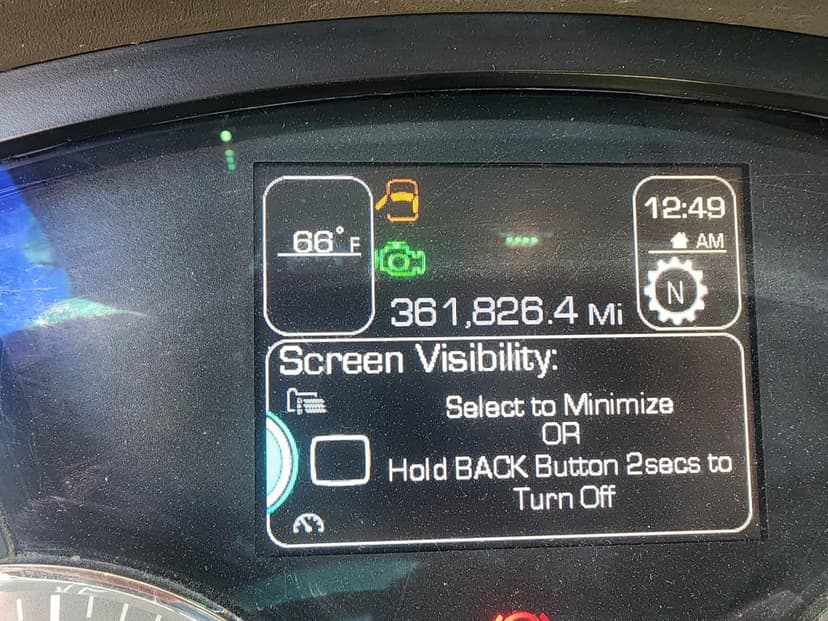 66° F
12:49
AM
N
361,826.4 Mi
Screen Visibility:
Select to Minimize
OR
Hold BACK Button 2secs to
Turn Off